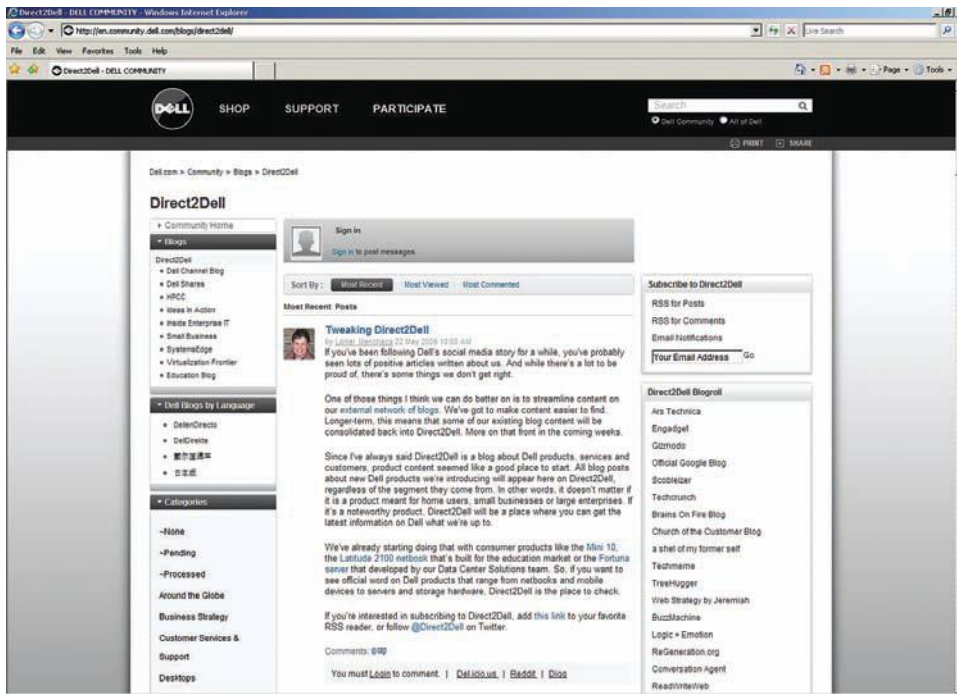 Direct2Dell - DELL COMMUNITY - Windows Internet Explorer
http://en.community.dell.com/blogs/direct2dell/
Live Search
File Edit View Favorites Tools Help
Direct2Dell - DELL COMMUNITY
Page Tools
DELL
SHOP SUPPORT PARTICIPATE
Search
Dell Community All of Dell
PRINT SHARE
Dell.com » Community » Blogs » Direct2Dell
Direct2Dell
Community Home
Blogs
Direct2Dell
Dell Channel Blog
Dell Shares
HPCC
Ideas in Action
Inside Enterprise IT
Small Business
SystemsEdge
Virtualization Frontier
Education Blog
Dell Blogs by Language
DellenDirecto
DellDirekte
日本版
Categories
~None
~Pending
~Processed
Around the Globe
Business Strategy
Customer Services &
Support
Desktops
Sign in
Sign in to post messages.
Sort By : Most Recent Most Viewed Most Commented
Most Recent Posts
Tweaking Direct2Dell
by Lionel Menchaca 22 May 2009 10:00 AM
If you've been following Dell's social media story for a while, you've probably
seen lots of positive articles written about us. And while there's a lot to be
proud of, there's some things we don't get right.
One of those things I think we can do better on is to streamline content on
our external network of blogs. We've got to make content easier to find.
Longer-term, this means that some of our existing blog content will be
consolidated back into Direct2Dell. More on that front in the coming weeks.
Since I've always said Direct2Dell is a blog about Dell products, services and
customers, product content seemed like a good place to start. All blog posts
about new Dell products we're introducing will appear here on Direct2Dell,
regardless of the segment they come from. In other words, it doesn't matter if
it is a product meant for home users, small businesses or large enterprises. If
it's a noteworthy product, Direct2Dell will be a place where you can get the
latest information on Dell what we're up to.
We've already starting doing that with consumer products like the Mini 10,
the Latitude 2100 netbook that's built for the education market or the Fortuna
server that developed by our Data Center Solutions team. So, if you want to
see official word on Dell products that range from netbooks and mobile
devices to servers and storage hardware, Direct2Dell is the place to check.
If you're interested in subscribing to Direct2Dell, add this link to your favorite
RSS reader, or follow @Direct2Dell on Twitter.
Comments:
You must Login to comment. | Del.icio.us | Reddit | Digg
Subscribe to Direct2Dell
RSS for Posts
RSS for Comments
Email Notifications
Your Email Address Go
Direct2Dell Blogroll
Ars Technica
Engadget
Gizmodo
Official Google Blog
Scobleizer
Techcrunch
Brains On Fire Blog
Church of the Customer Blog
a shel of my former self
Techmeme
TreeHugger
Web Strategy by Jeremiah
BuzzMachine
Logic + Emotion
ReGeneration.org
Conversation Agent
ReadWriteWeb